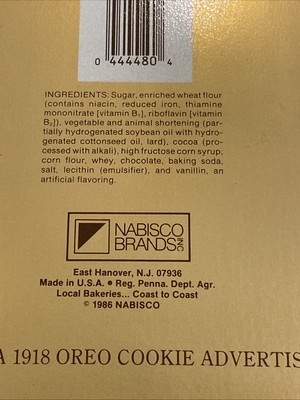 0 44480 4
INGREDIENTS: Sugar, enriched wheat flour
(contains niacin, reduced iron, thiamine
mononitrate [vitamin B₁], riboflavin [vitamin
B₂]), vegetable and animal shortening (par-
tially hydrogenated soybean oil with hydro-
genated cottonseed oil, lard), cocoa (pro-
cessed with alkali), high fructose corn syrup,
corn flour, whey, chocolate, baking soda,
salt, lecithin (emulsifier), and vanillin, an
artificial flavoring.
NABISCO
BRANDS INC
East Hanover, N.J. 07936
Made in U.S.A. ● Reg. Penna. Dept. Agr.
Local Bakeries... Coast to Coast
© 1986 NABISCO
A 1918 OREO COOKIE ADVERTIS